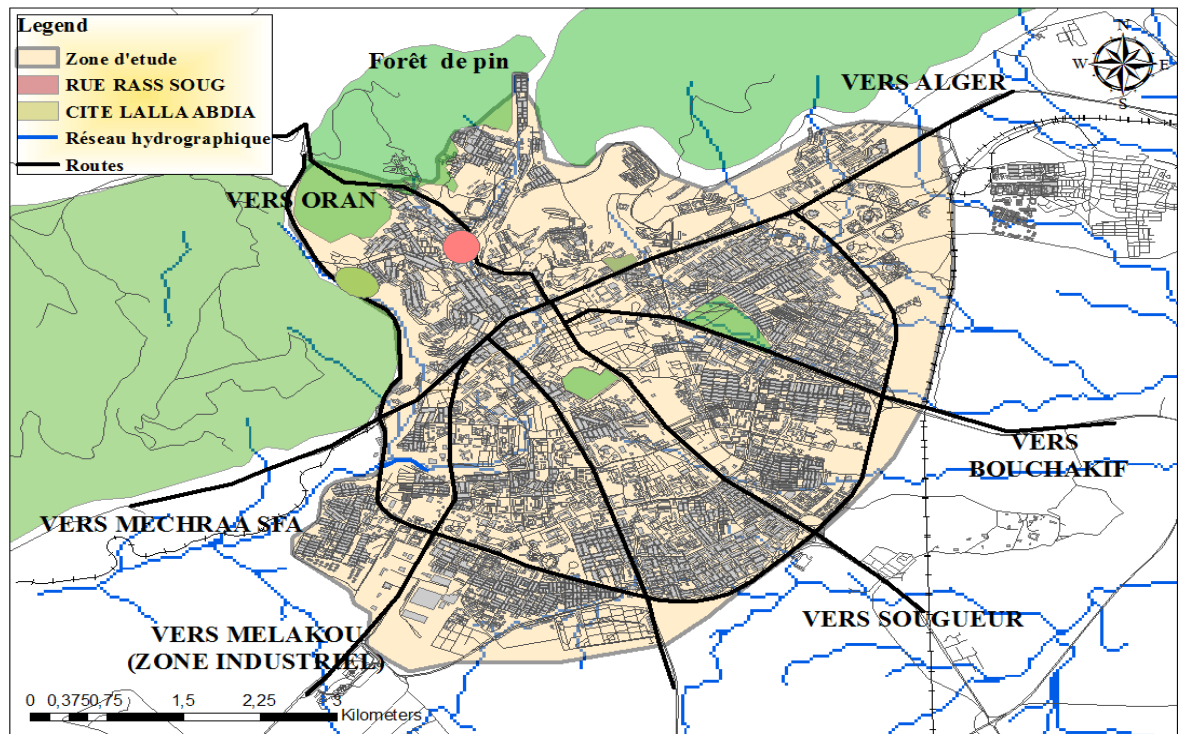 Legend
Zone d'etude
RUE RASS SOUG
CITE LALLA ABDIA
Réseau hydrographique
Routes
Forêt de pin
VERS ALGER
N
W E
S
VERS ORAN
VERS
BOUCHAKIF
VERS MECHRAA SFA
VERS SOUGUEUR
VERS MELAKOU
(ZONE INDUSTRIEL)
0 0,3750,75 1,5 2,25 3
Kilometers